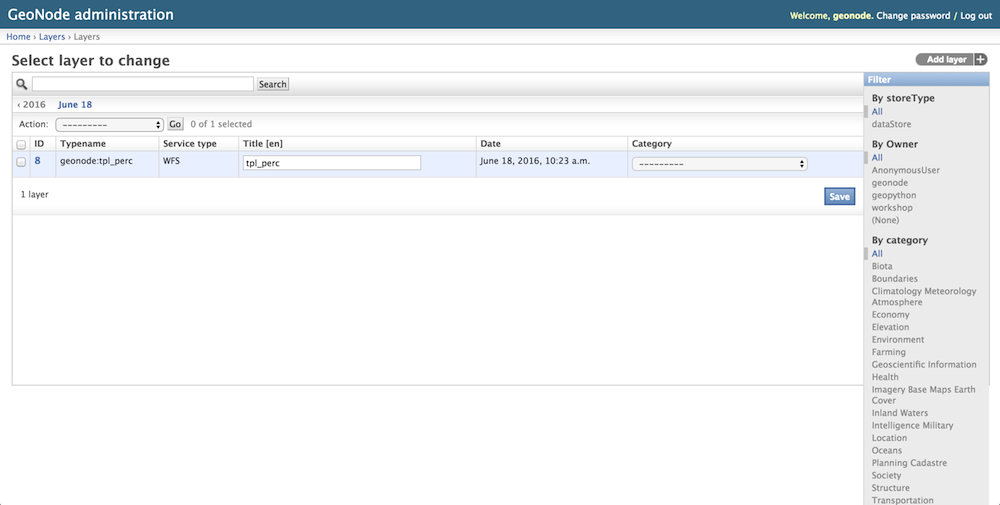 GeoNode administration
Welcome, geonode. Change password / Log out
Home › Layers › Layers
Select layer to change
Add layer +
Search
‹ 2016 June 18
Action: --------- Go 0 of 1 selected
ID Typename Service type Title [en] Date Category
8 geonode:tpl_perc WFS tpl_perc June 18, 2016, 10:23 a.m. ---------
1 layer
Save
Filter
By storeType
All
dataStore
By Owner
All
AnonymousUser
geonode
geopython
workshop
(None)
By category
All
Biota
Boundaries
Climatology Meteorology
Atmosphere
Economy
Elevation
Environment
Farming
Geoscientific Information
Health
Imagery Base Maps Earth
Cover
Inland Waters
Intelligence Military
Location
Oceans
Planning Cadastre
Society
Structure
Transportation